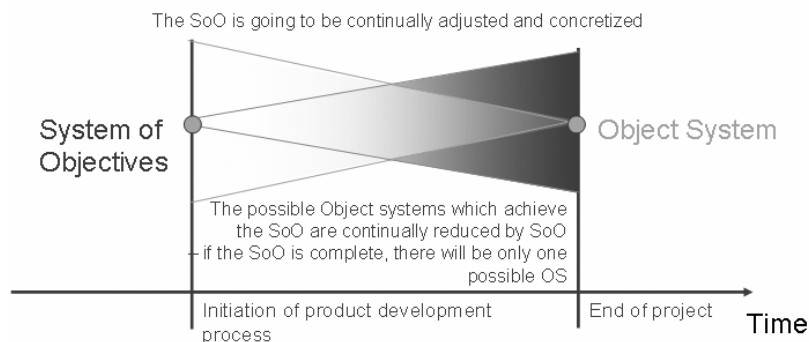 The SoO is going to be continually adjusted and concretized
System of
Objectives
Object System
The possible Object systems which achieve
the SoO are continually reduced by SoO
– if the SoO is complete, there will be only one
possible OS
Initiation of product development
process
End of project
Time